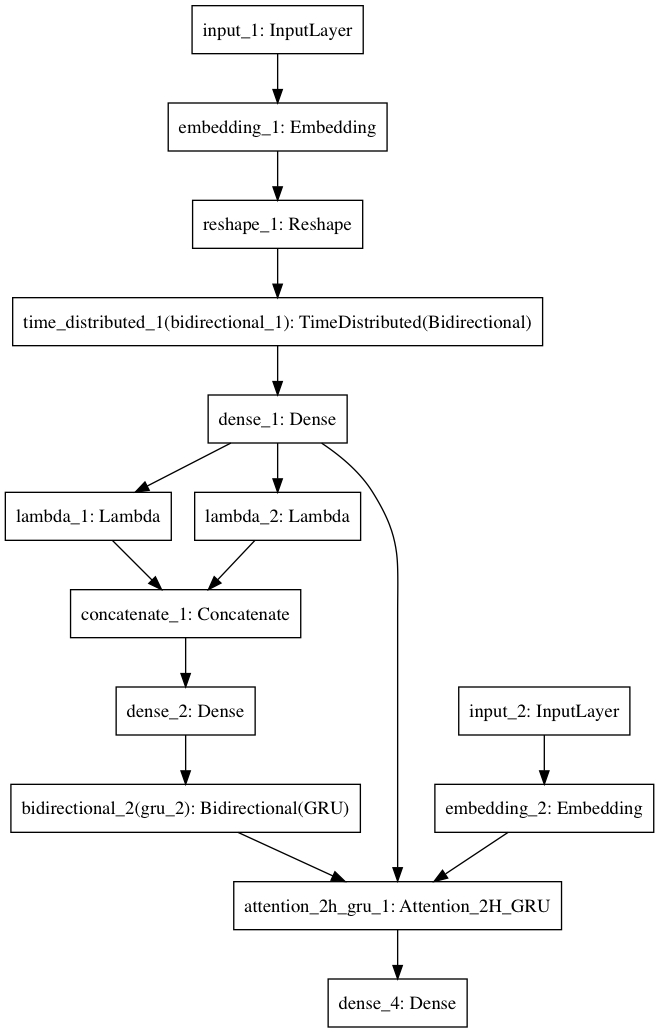 input_1: InputLayer
embedding_1: Embedding
reshape_1: Reshape
time_distributed_1(bidirectional_1): TimeDistributed(Bidirectional)
dense_1: Dense
lambda_1: Lambda
lambda_2: Lambda
concatenate_1: Concatenate
dense_2: Dense
input_2: InputLayer
bidirectional_2(gru_2): Bidirectional(GRU)
embedding_2: Embedding
attention_2h_gru_1: Attention_2H_GRU
dense_4: Dense